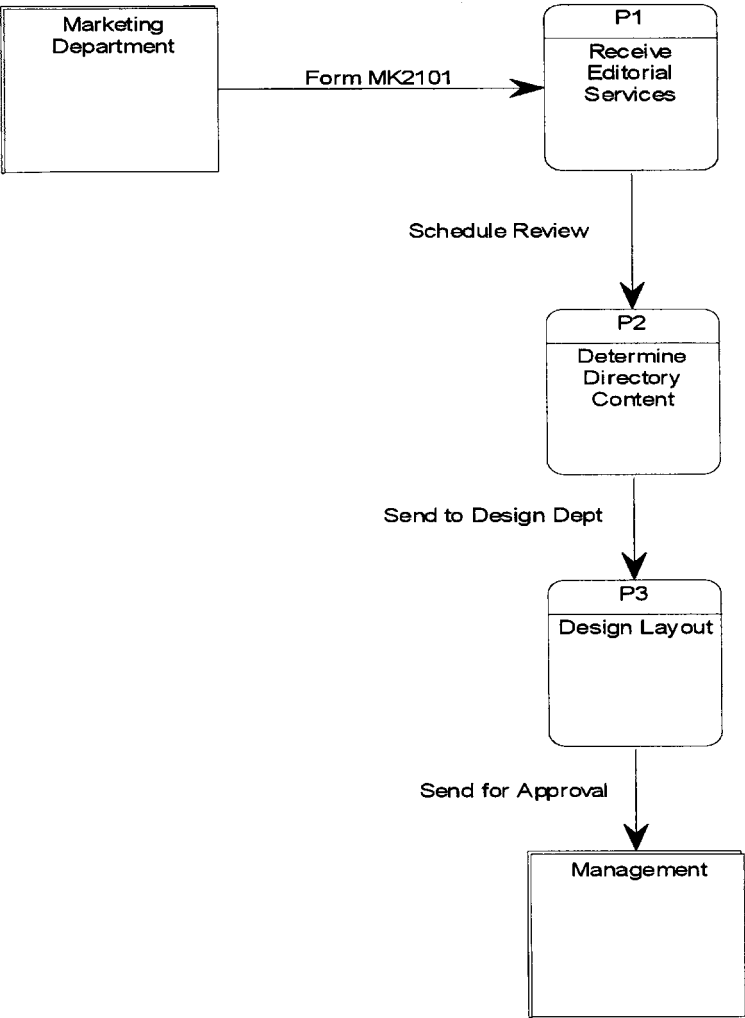 Marketing
Department
Form MK2101
P1
Receive
Editorial
Services
Schedule Review
P2
Determine
Directory
Content
Send to Design Dept
P3
Design Layout
Send for Approval
Management